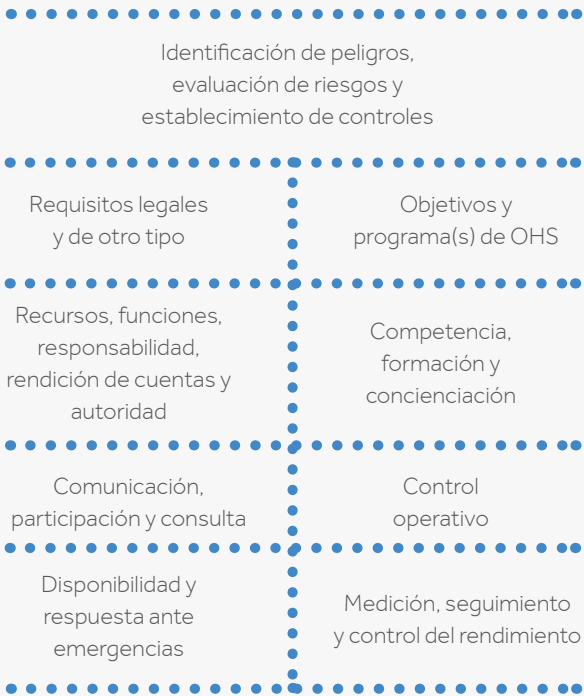 Identificación de peligros,
evaluación de riesgos y
establecimiento de controles
Requisitos legales
y de otro tipo
Objetivos y
programa(s) de OHS
Recursos, funciones,
responsabilidad,
rendición de cuentas y
autoridad
Competencia,
formación y
concienciación
Comunicación,
participación y consulta
Control
operativo
Disponibilidad y
respuesta ante
emergencias
Medición, seguimiento
y control del rendimiento